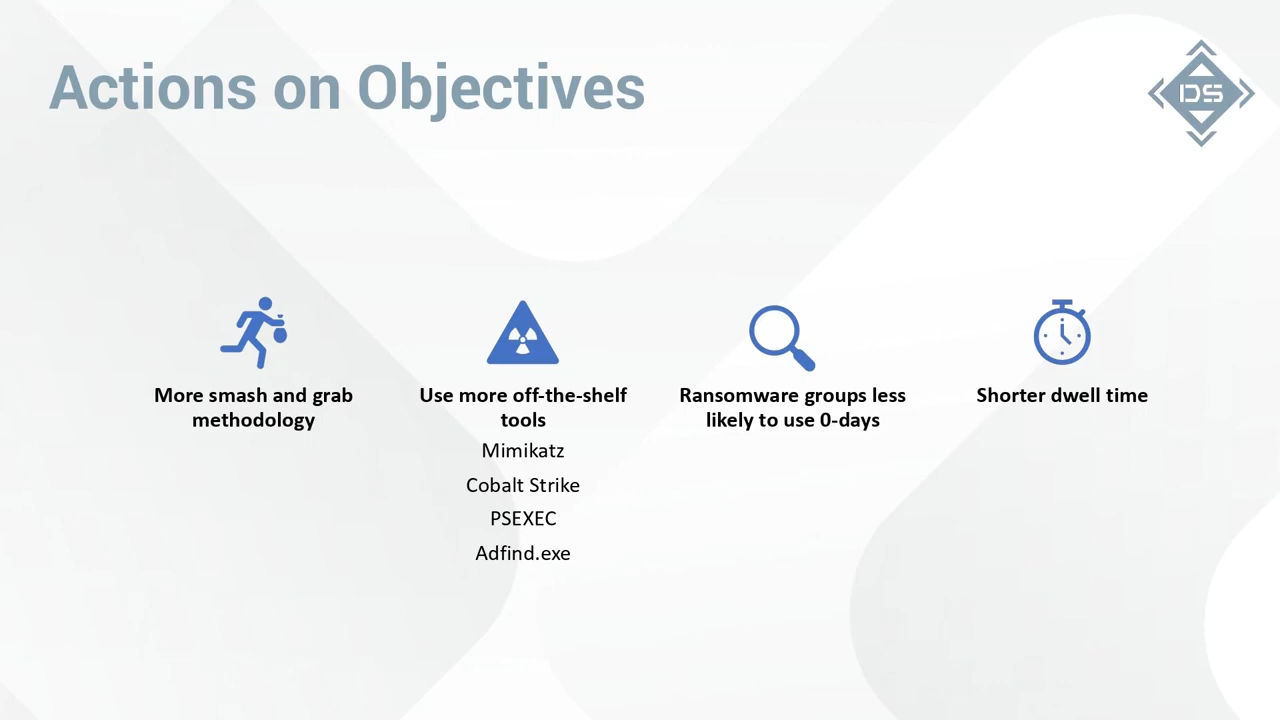 Actions on Objectives
DS
More smash and grab
methodology
Use more off-the-shelf
tools
Mimikatz
Cobalt Strike
PSEXEC
Adfind.exe
Ransomware groups less
likely to use 0-days
Shorter dwell time